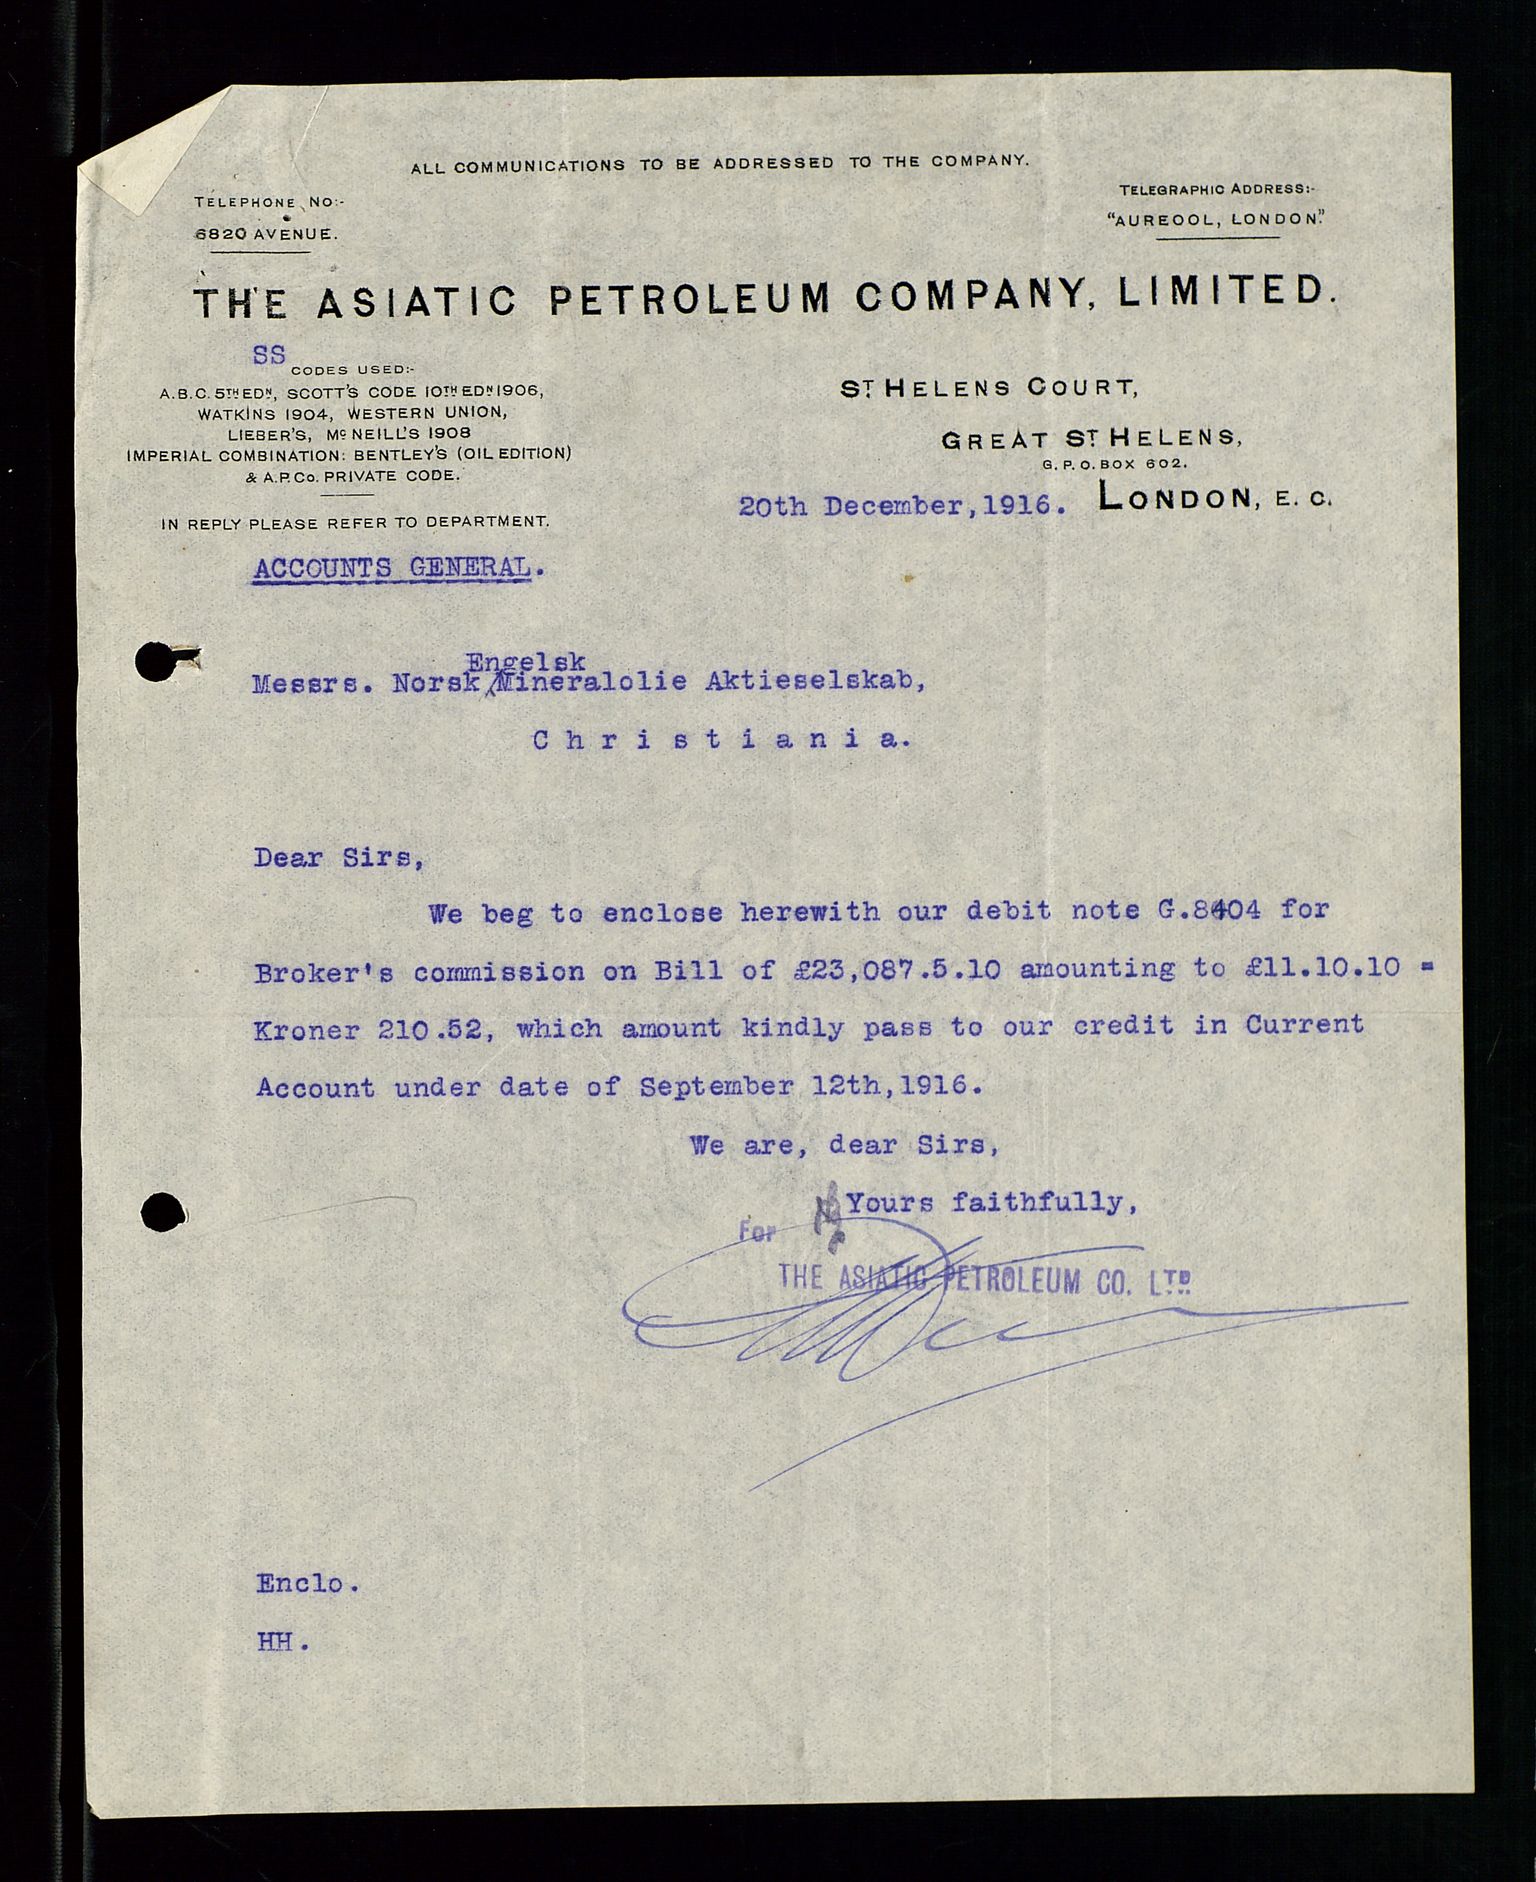 ALL COMMUNICATIONS TO BE ADDRESSED TO THE COMPANY.
TELEPHONE NO:-
6820 AVENUE.
TELEGRAPHIC ADDRESS:-
"AUREOOL, LONDON."
THE ASIATIC PETROLEUM COMPANY, LIMITED.
SS
CODES USED:-
A.B.C. 5TH EDN, SCOTT'S CODE 10TH EDN 1906,
WATKINS 1904, WESTERN UNION,
LIEBER'S, McNEILL'S 1908
IMPERIAL COMBINATION: BENTLEY'S (OIL EDITION)
& A.P.Co. PRIVATE CODE.
IN REPLY PLEASE REFER TO DEPARTMENT.
ST HELENS COURT,
GREAT ST HELENS,
G.P.O. BOX 602.
20th December, 1916. LONDON, E. C.
ACCOUNTS GENERAL.
Engelsk
Messrs. Norsk Mineralolie Aktieselskab,
Christiania.
Dear Sirs,
We beg to enclose herewith our debit note G.8404 for
Broker's commission on Bill of £23,087.5.10 amounting to £11.10.10 =
Kroner 210.52, which amount kindly pass to our credit in Current
Account under date of September 12th, 1916.
We are, dear Sirs,
Yours faithfully,
For
THE ASIATIC PETROLEUM CO. LTD
Enclo.
HH.